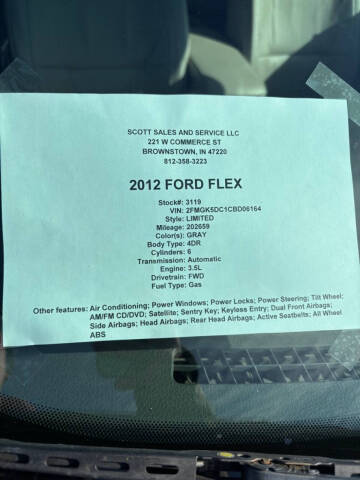 SCOTT SALES AND SERVICE LLC
221 W COMMERCE ST
BROWNSTOWN, IN 47220
812-358-3223
2012 FORD FLEX
Stock#: 3119
VIN: 2FMGK5DC1CBD06164
Style: LIMITED
Mileage: 202659
Color(s): GRAY
Body Type: 4DR
Cylinders: 6
Transmission: Automatic
Engine: 3.5L
Drivetrain: FWD
Fuel Type: Gas
Other features: Air Conditioning; Power Windows; Power Locks; Power Steering; Tilt Wheel;
AM/FM CD/DVD; Satellite; Sentry Key; Keyless Entry; Dual Front Airbags;
Side Airbags; Head Airbags; Rear Head Airbags; Active Seatbelts; All Wheel
ABS